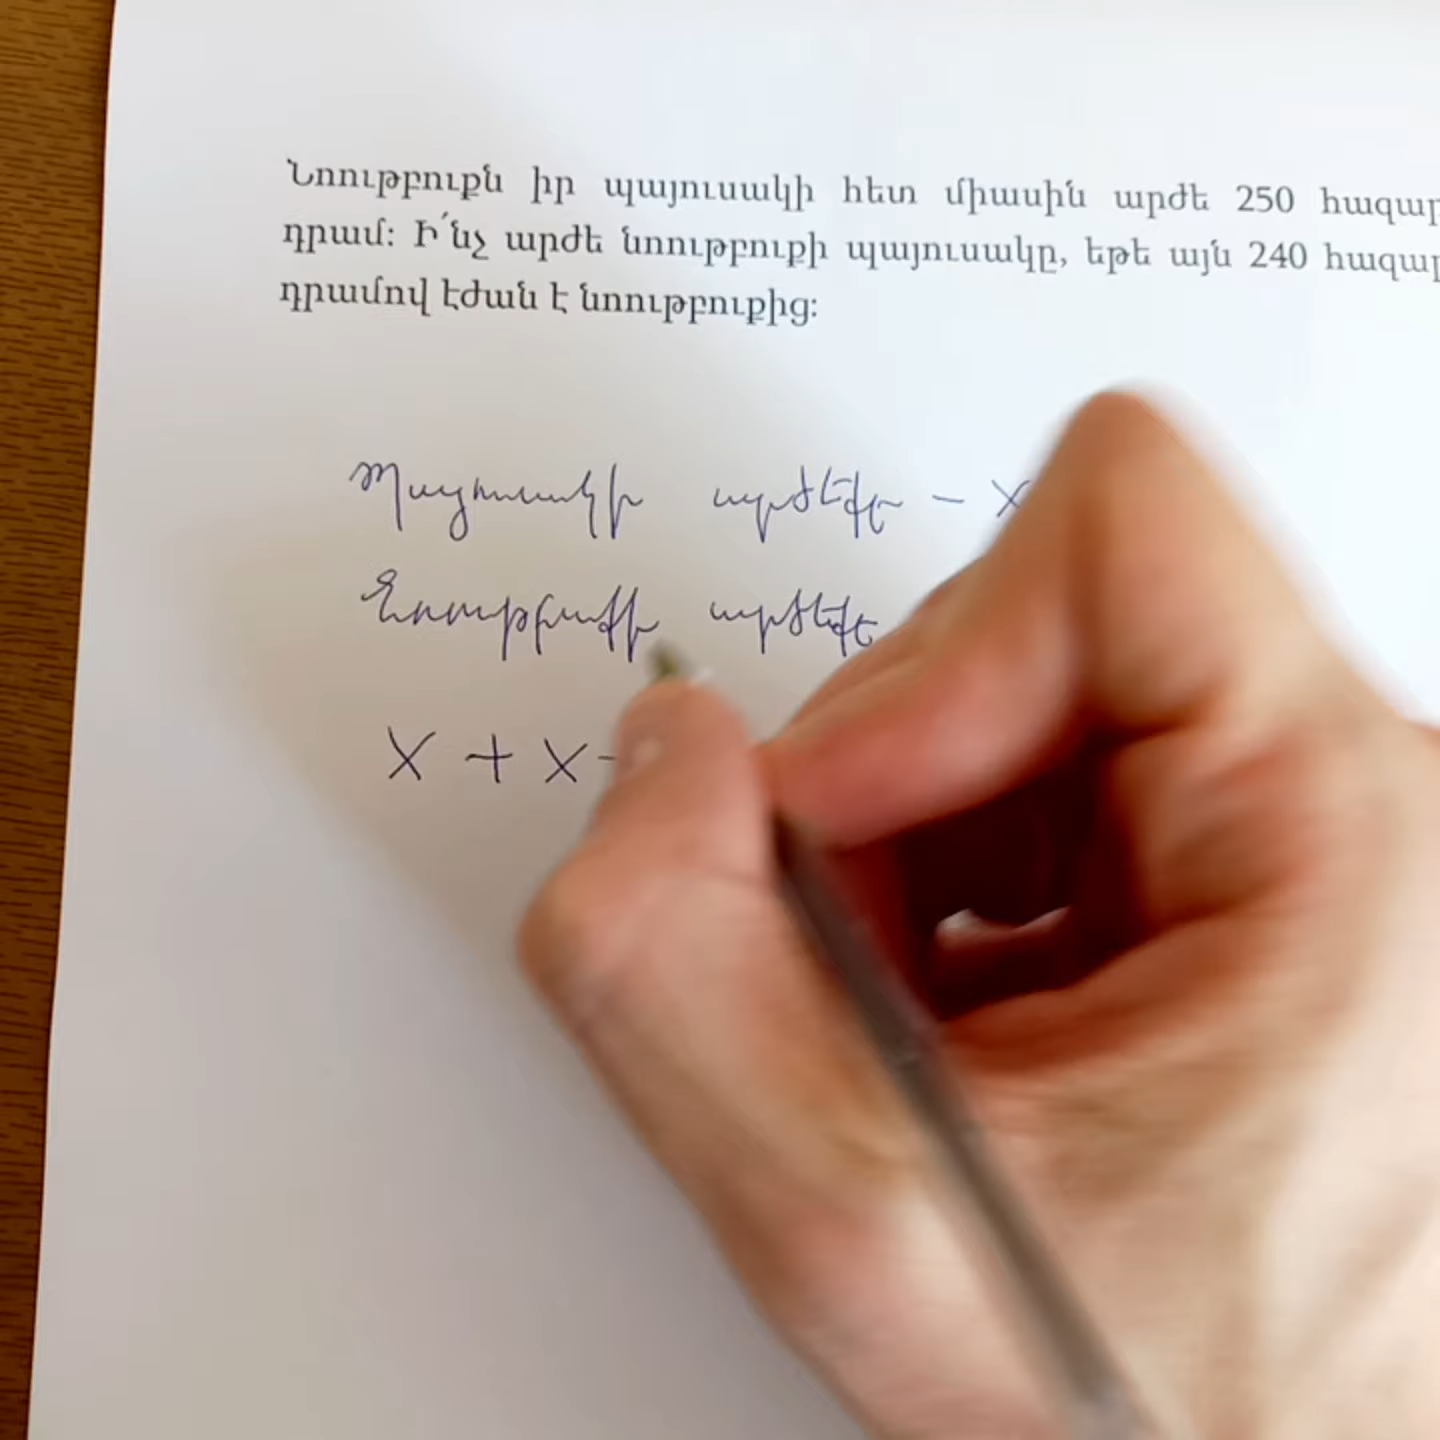 Նոութբուքն իր պայուսակի հետ միասին արժե 250 հազար
դրամ: Ի՞նչ արժե նոութբուքի պայուսակը, եթե այն 240 հազար
դրամով էժան է նոութբուքից:
Պայուսակի արժեքը - x
Նոութբուքի արժեքը
x + x -